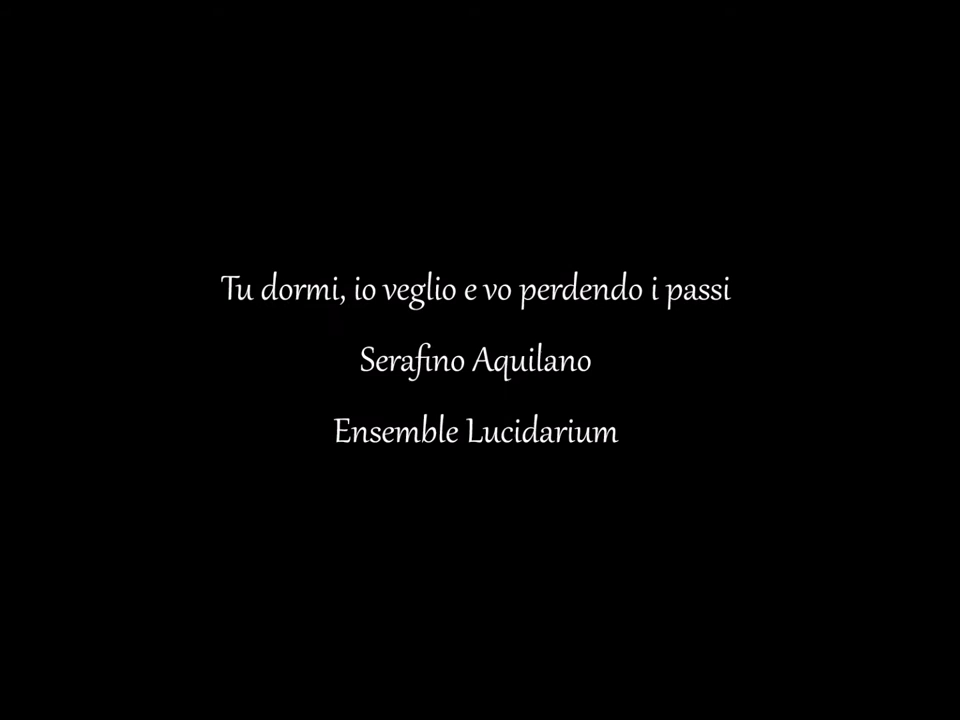 Tu dormi, io veglio e vo perdendo i passi
Serafino Aquilano
Ensemble Lucidarium